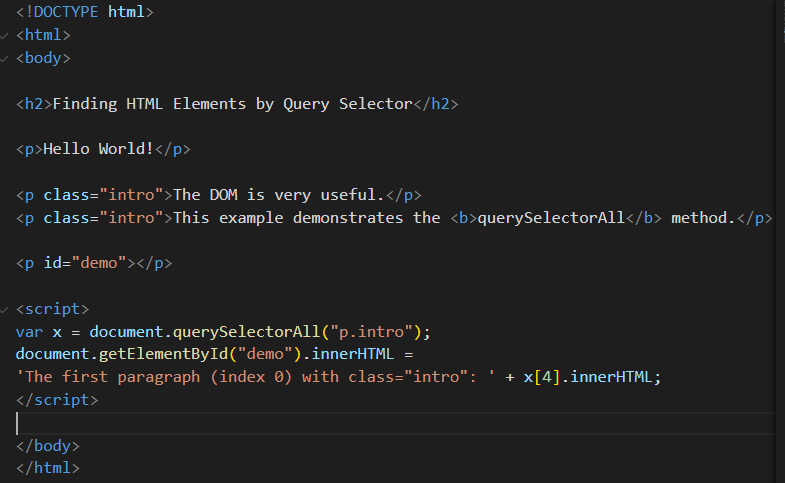 <!DOCTYPE html>
<html>
<body>
<h2>Finding HTML Elements by Query Selector</h2>
<p>Hello World!</p>
<p class="intro">The DOM is very useful.</p>
<p class="intro">This example demonstrates the <b>querySelectorAll</b> method.</p>
<p id="demo"></p>
<script>
var x = document.querySelectorAll("p.intro");
document.getElementById("demo").innerHTML =
'The first paragraph (index 0) with class="intro": ' + x[4].innerHTML;
</script>
</body>
</html>